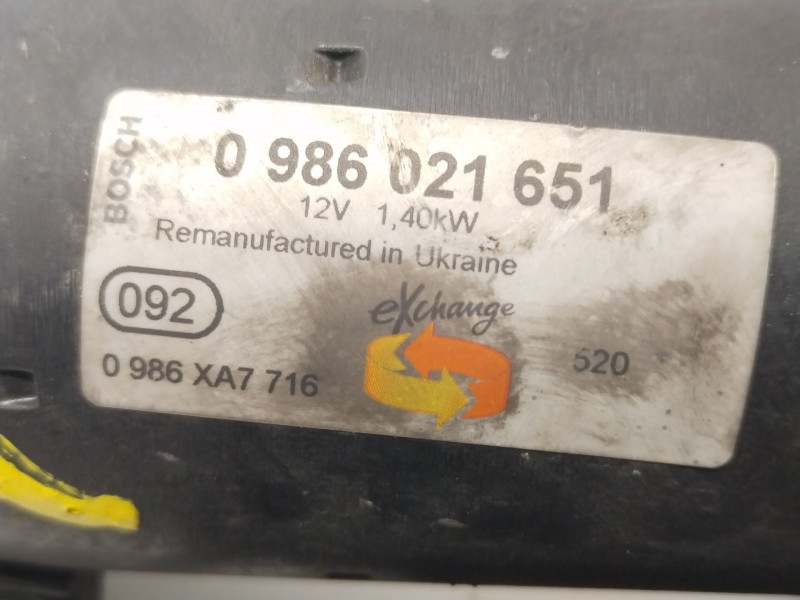 BOSCH
0 986 021 651
12V 1,40kW
Remanufactured in Ukraine
092
eXchange
0 986 XA7 716
520